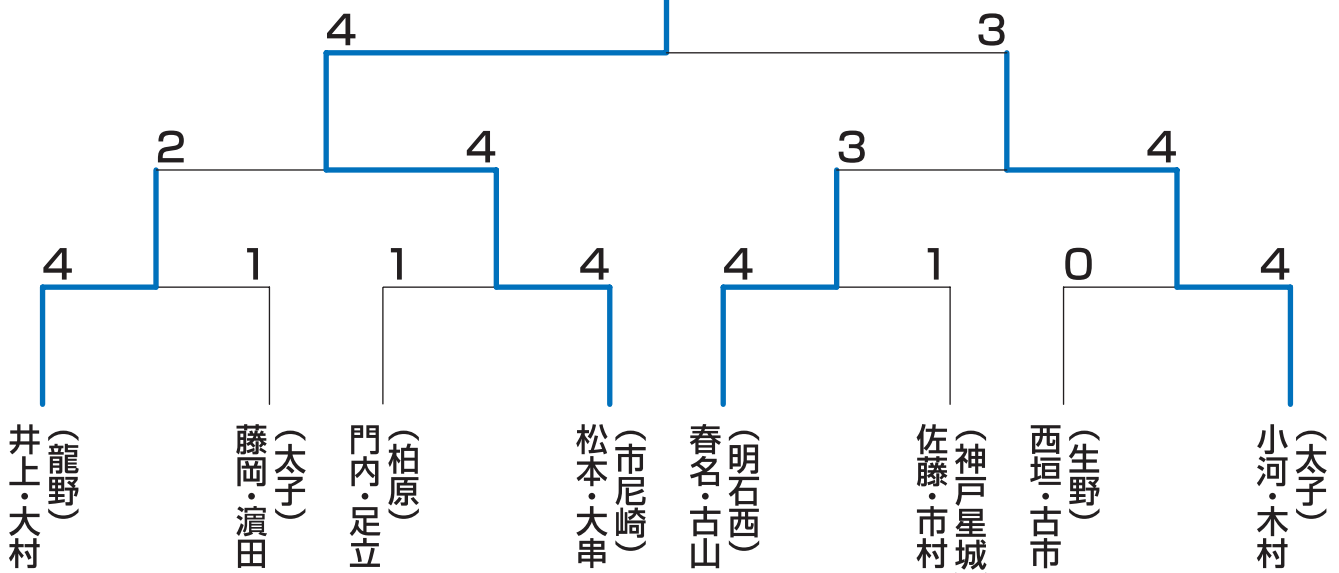 4 3
2 4 3 4
4 1 1 4 4 1 0 4
井上・大村
（龍野）
藤岡・濵田
（太子）
門内・足立
（柏原）
松本・大串
（市尼崎）
春名・古山
（明石西）
佐藤・市村
（神戸星城）
西垣・古市
（生野）
小河・木村
（太子）